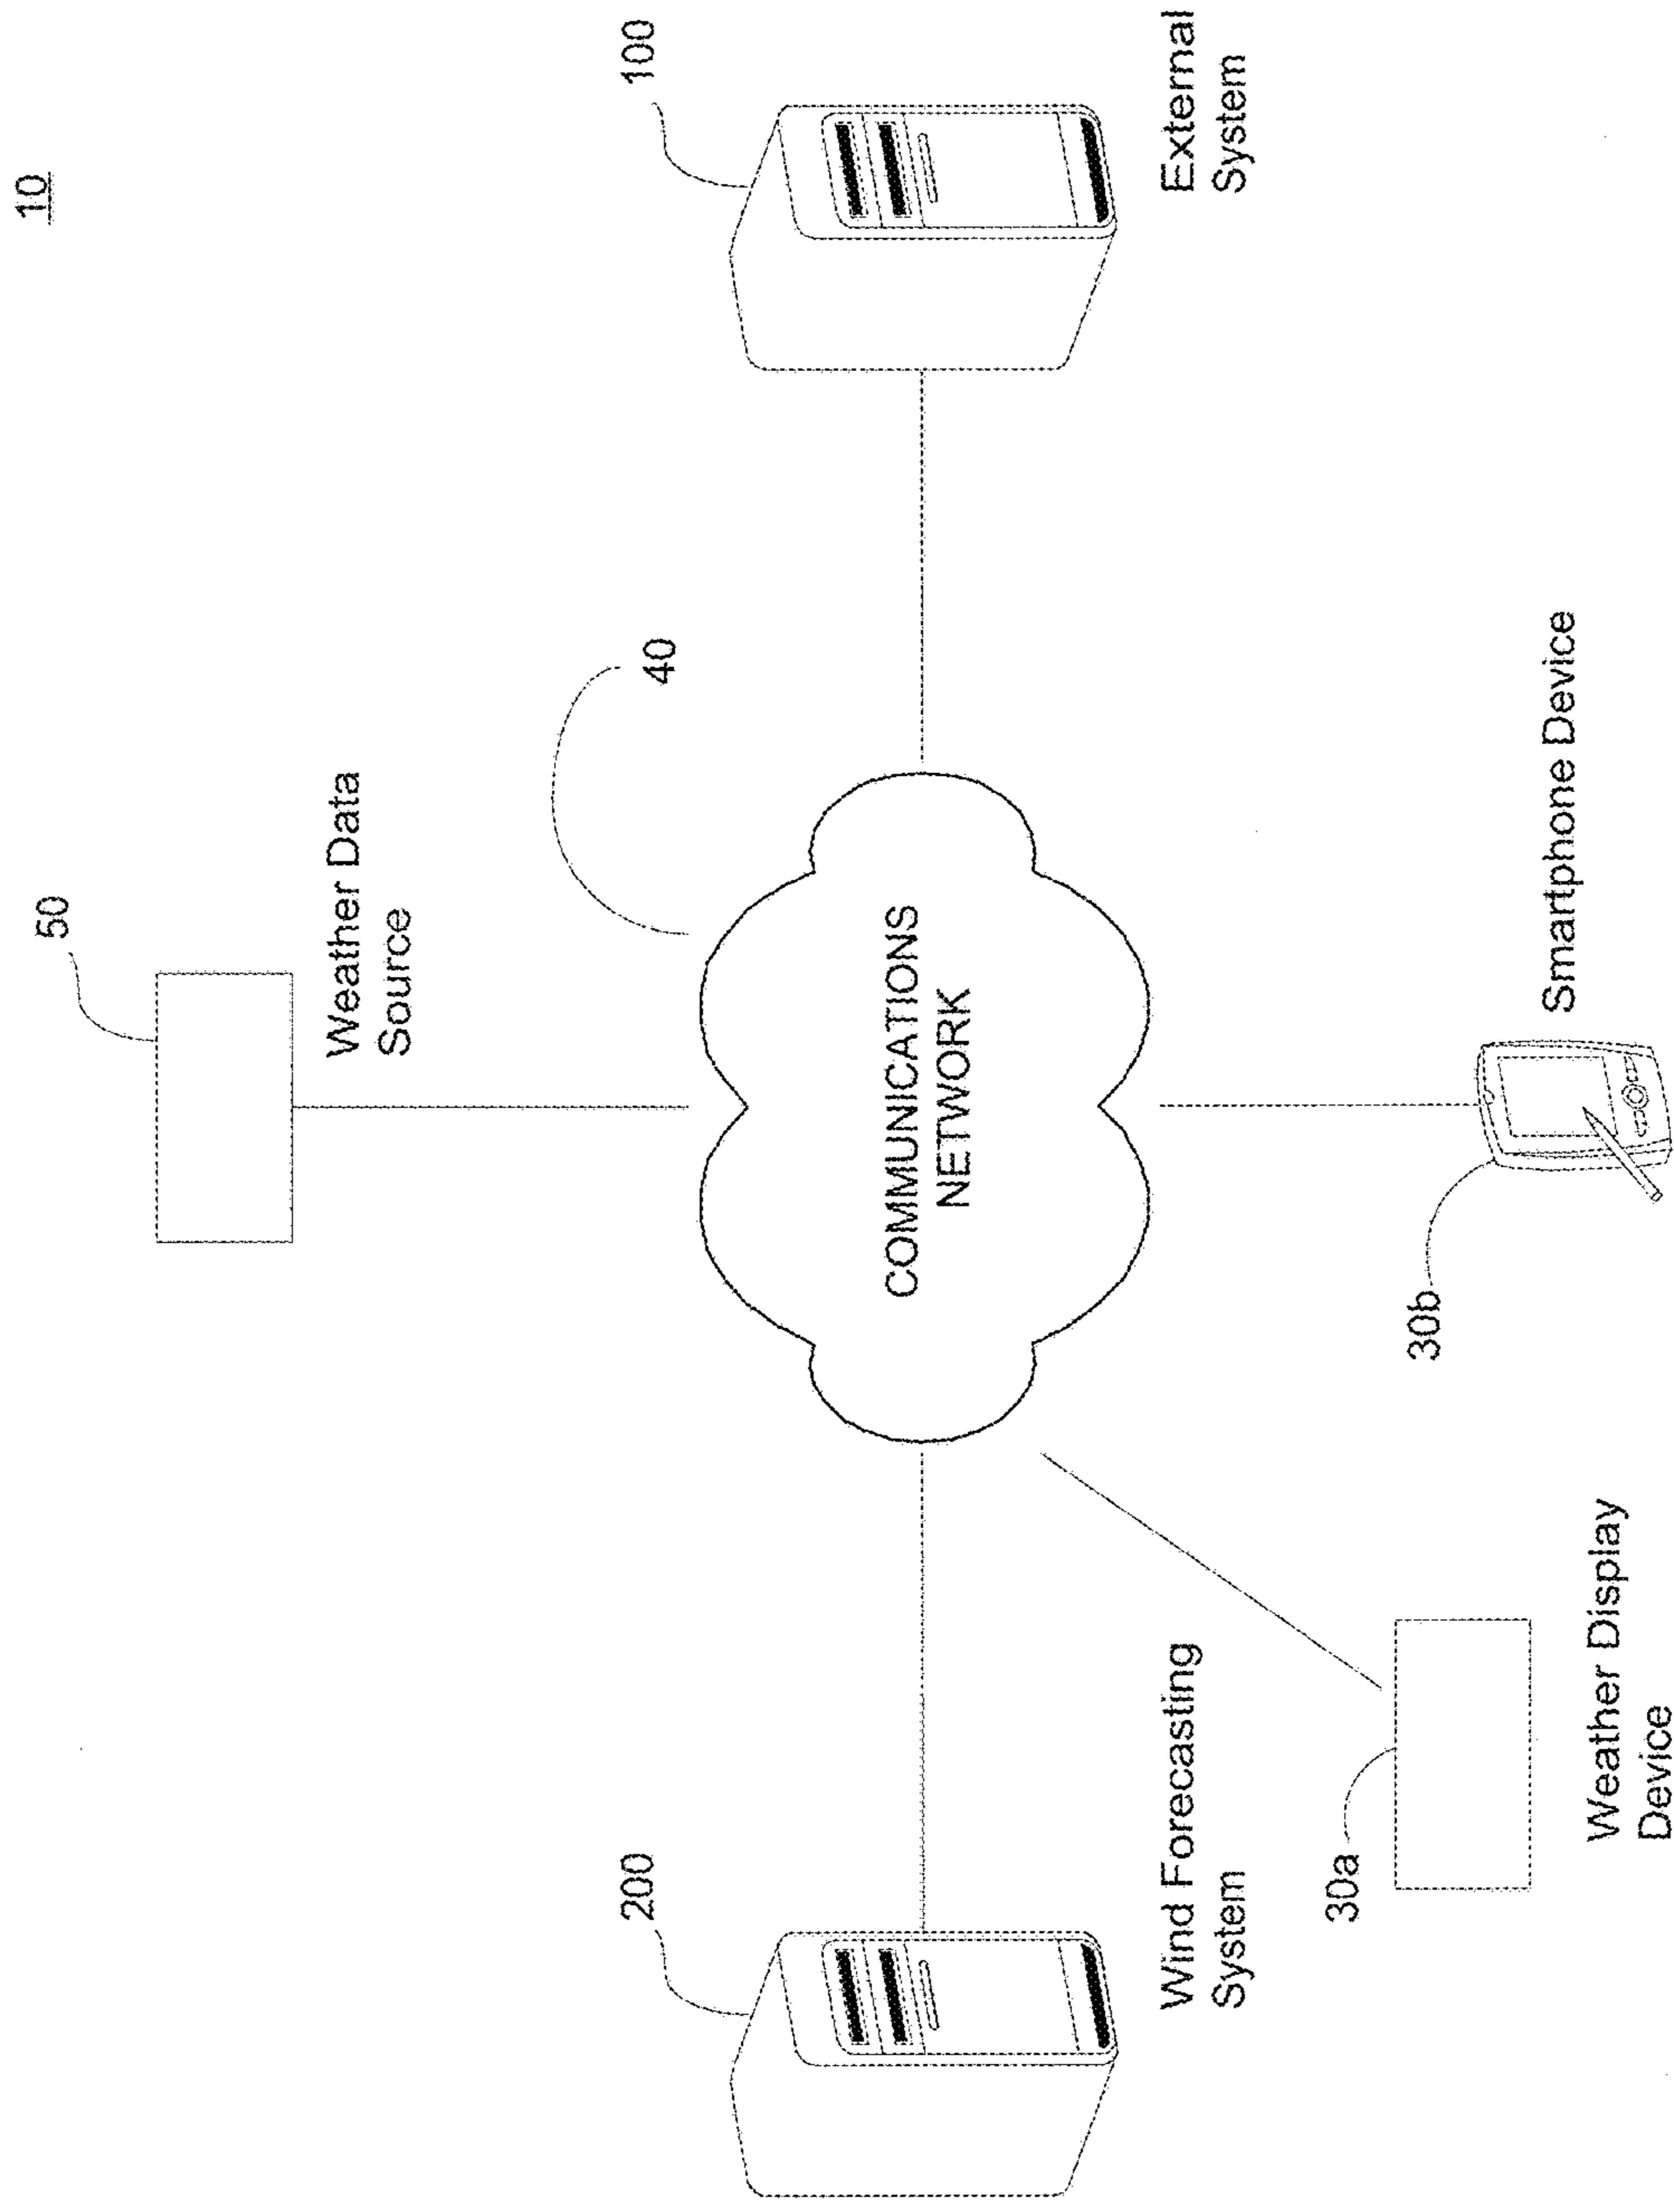 10
50
Weather Data
Source
40
200
Wind Forecasting
System
COMMUNICATIONS
NETWORK
100
External
System
30a
Weather Display
Device
30b
Smartphone Device